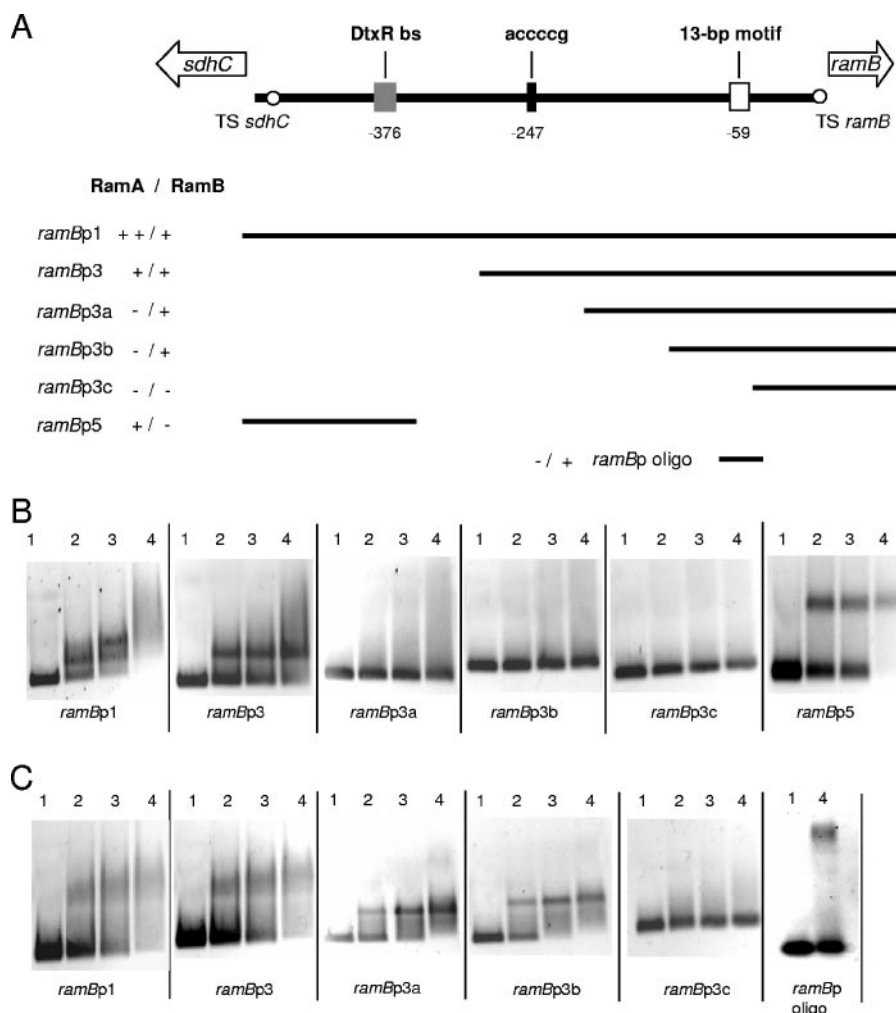 A
DtxR bs accccg 13-bp motif
sdhC ramB
TS sdhC -376 -247 -59 TS ramB
RamA / RamB
ramBp1 + + / +
ramBp3 + / +
ramBp3a - / +
ramBp3b - / +
ramBp3c - / -
ramBp5 + / -
- / + ramBp oligo
B
1 2 3 4 1 2 3 4 1 2 3 4 1 2 3 4 1 2 3 4 1 2 3 4
ramBp1 ramBp3 ramBp3a ramBp3b ramBp3c ramBp5
C
1 2 3 4 1 2 3 4 1 2 3 4 1 2 3 4 1 2 3 4 1 4
ramBp1 ramBp3 ramBp3a ramBp3b ramBp3c ramBp
oligo